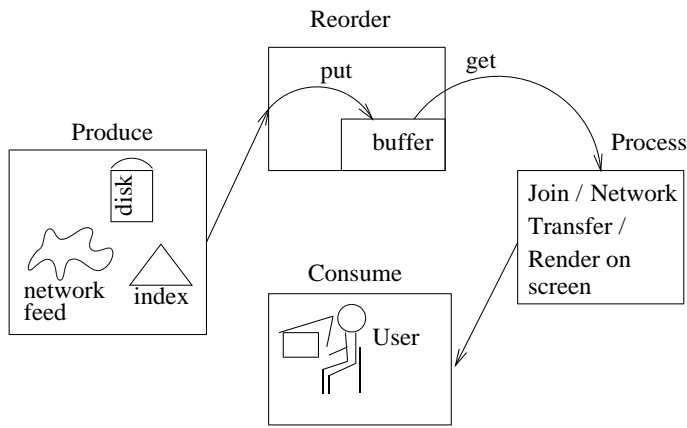 Reorder
put
get
buffer
Produce
disk
network
feed
index
Process
Join / Network
Transfer /
Render on
screen
Consume
User